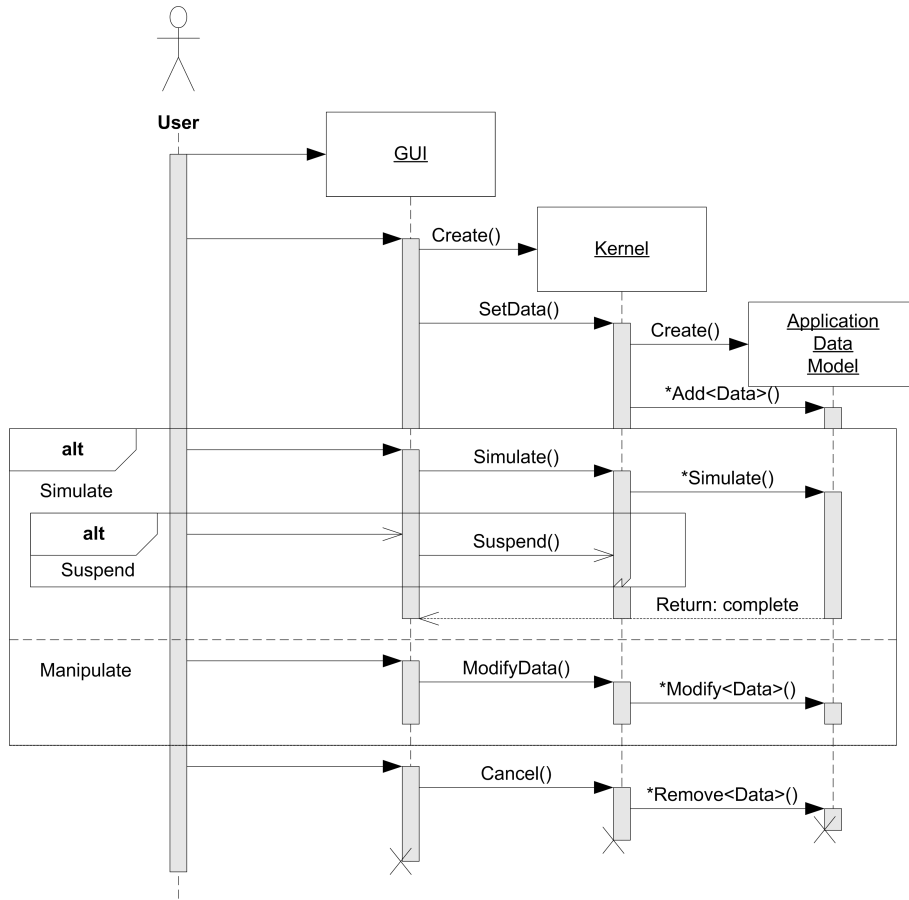 User
GUI
Create()
Kernel
SetData()
Create()
Application
Data
Model
*Add<Data>()
alt
Simulate
Simulate()
*Simulate()
alt
Suspend
Suspend()
Return: complete
Manipulate
ModifyData()
*Modify<Data>()
Cancel()
*Remove<Data>()